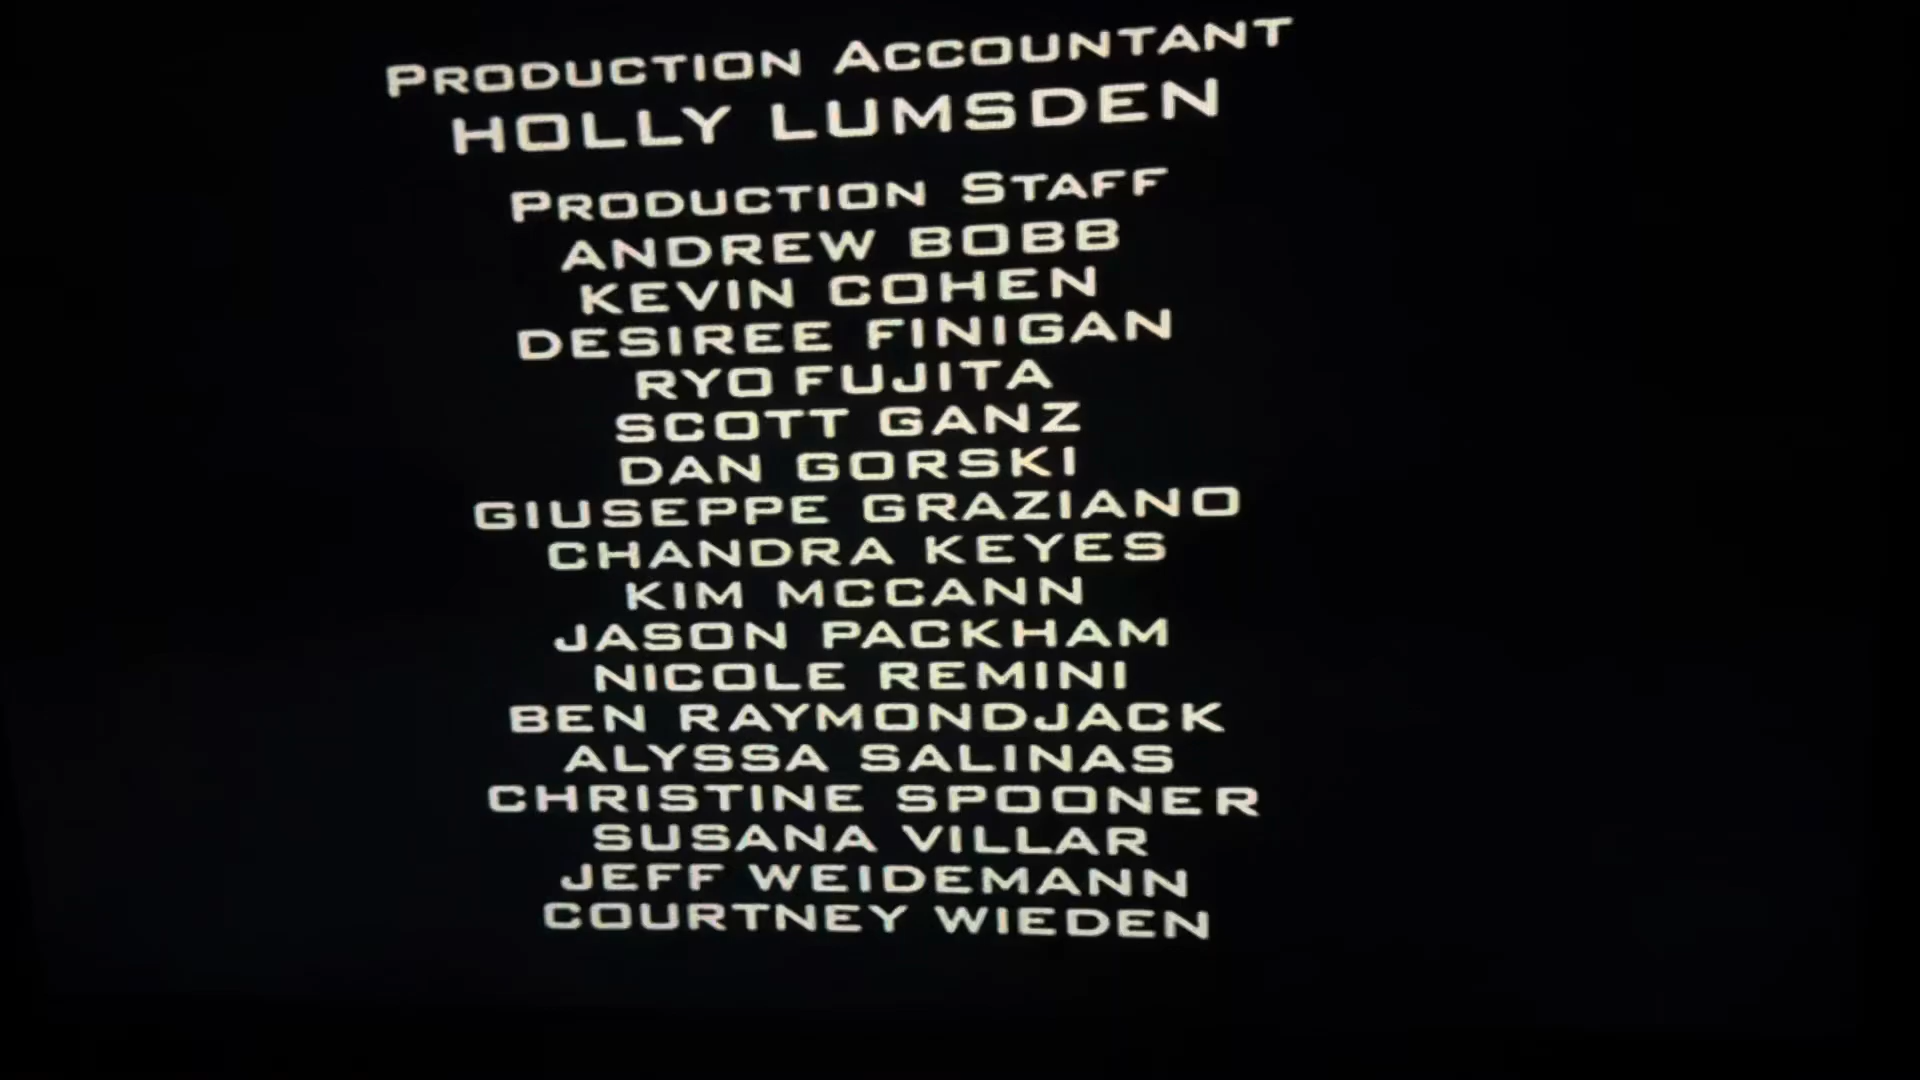 PRODUCTION ACCOUNTANT
HOLLY LUMSDEN
PRODUCTION STAFF
ANDREW BOBB
KEVIN COHEN
DESIREE FINIGAN
RYO FUJITA
SCOTT GANZ
DAN GORSKI
GIUSEPPE GRAZIANO
CHANDRA KEYES
KIM MCCANN
JASON PACKHAM
NICOLE REMINI
BEN RAYMONDJACK
ALYSSA SALINAS
CHRISTINE SPOONER
SUSANA VILLAR
JEFF WEIDEMANN
COURTNEY WIEDEN